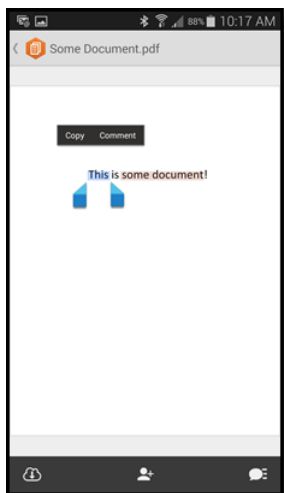 88% 10:17 AM
Some Document.pdf
Copy Comment
This is some document!